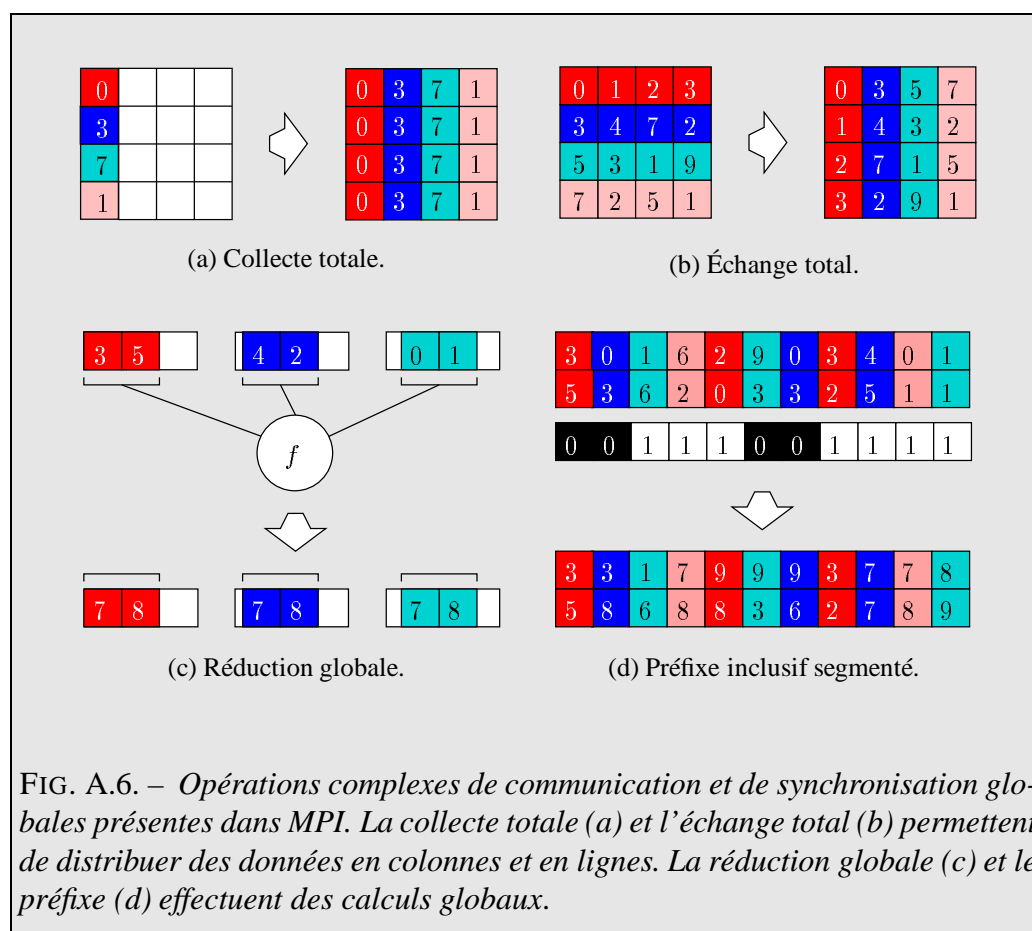 0
3
7
1
0 3 7 1
0 3 7 1
0 3 7 1
0 3 7 1
(a) Collecte totale.
0 1 2 3
3 4 7 2
5 3 1 9
7 2 5 1
0 3 5 7
1 4 3 2
2 7 1 5
3 2 9 1
(b) Échange total.
3 5
4 2
0 1
f
7 8
7 8
7 8
(c) Réduction globale.
3 0 1 6 2 9 0 3 4 0 1
5 3 6 2 0 3 3 2 5 1 1
0 0 1 1 1 0 0 1 1 1 1
3 3 1 7 9 9 9 3 7 7 8
5 8 6 8 8 3 6 2 7 8 9
(d) Préfixe inclusif segmenté.
FIG. A.6. – Opérations complexes de communication et de synchronisation glo-
bales présentes dans MPI. La collecte totale (a) et l'échange total (b) permettent
de distribuer des données en colonnes et en lignes. La réduction globale (c) et le
préfixe (d) effectuent des calculs globaux.